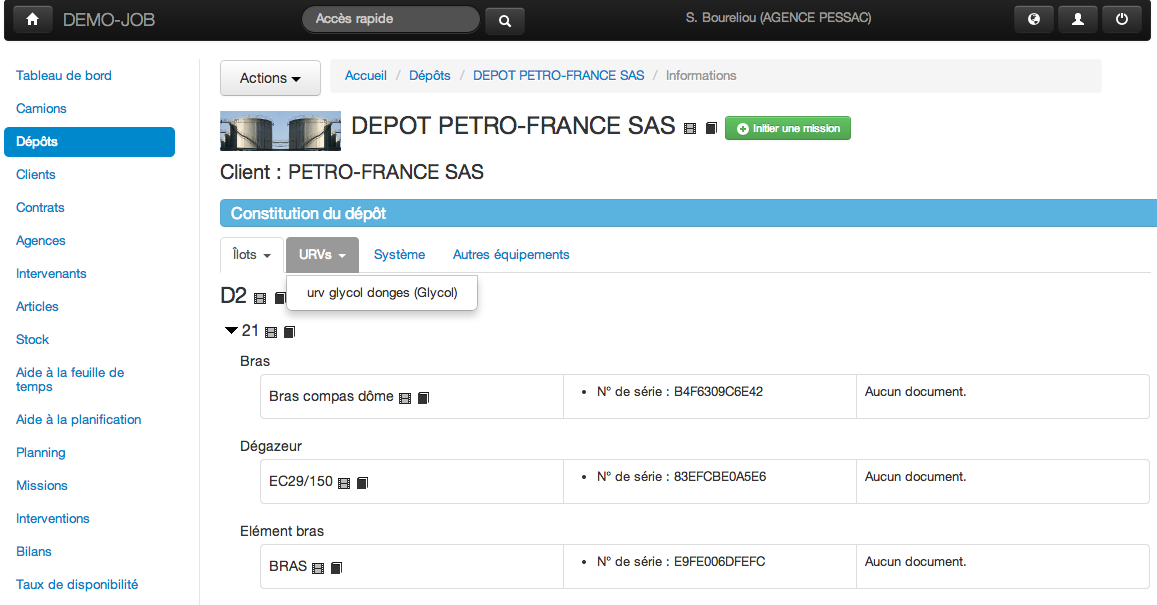 DEMO-JOB
Accès rapide
S. Boureliou (AGENCE PESSAC)
Tableau de bord
Camions
Dépôts
Clients
Contrats
Agences
Intervenants
Articles
Stock
Aide à la feuille de
temps
Aide à la planification
Planning
Missions
Interventions
Bilans
Taux de disponibilité
Actions
Accueil / Dépôts / DEPOT PETRO-FRANCE SAS / Informations
DEPOT PETRO-FRANCE SAS
Initier une mission
Client : PETRO-FRANCE SAS
Constitution du dépôt
Îlots URVs Système Autres équipements
urv glycol donges (Glycol)
D2
21
Bras
Bras compas dôme • N° de série : B4F6309C6E42 Aucun document.
Dégazeur
EC29/150 • N° de série : 83EFCBE0A5E6 Aucun document.
Elément bras
BRAS • N° de série : E9FE006DFEFC Aucun document.